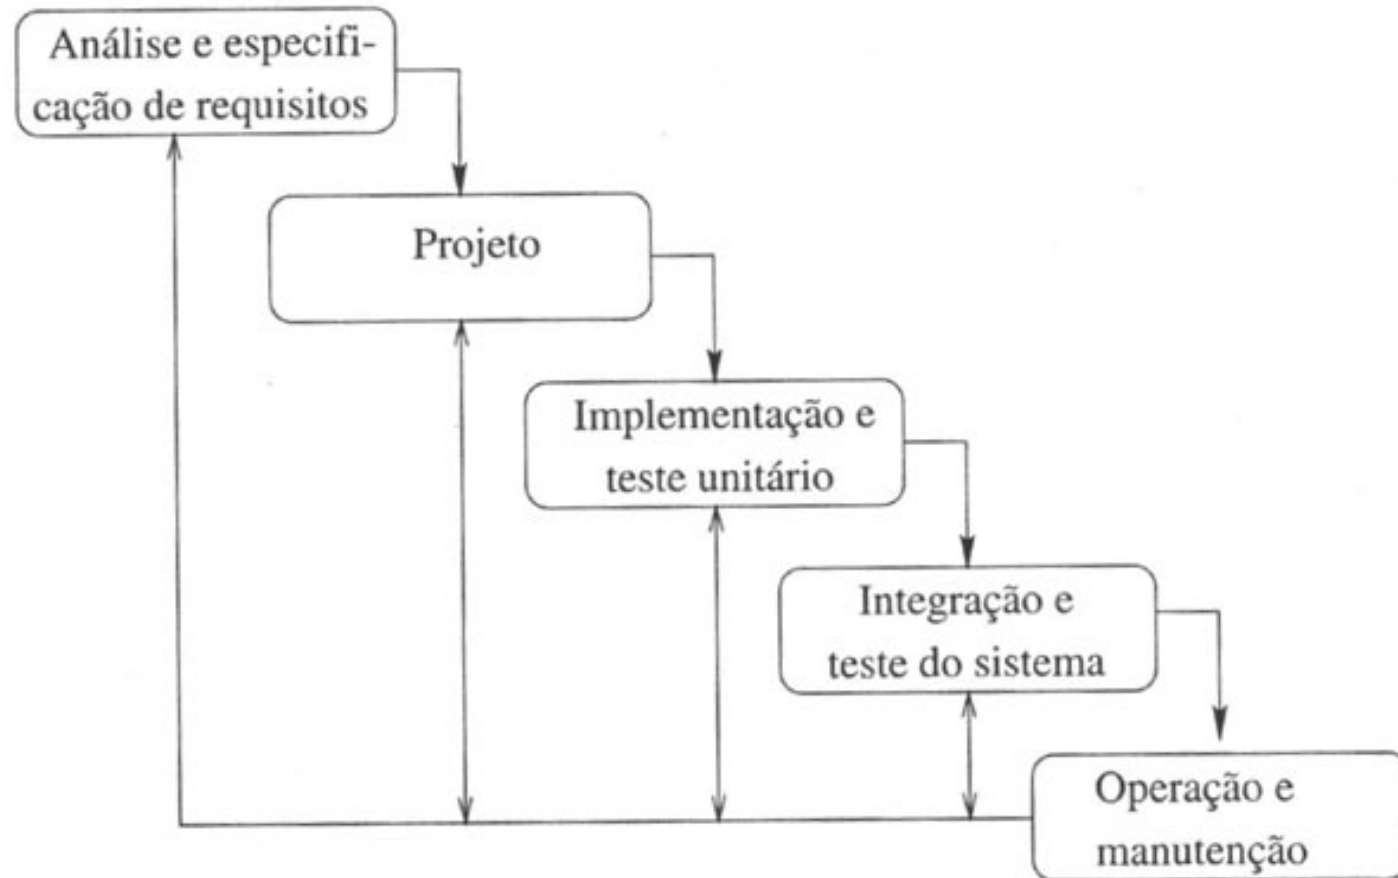 Análise e especifi-
cação de requisitos
Projeto
Implementação e
teste unitário
Integração e
teste do sistema
Operação e
manutenção